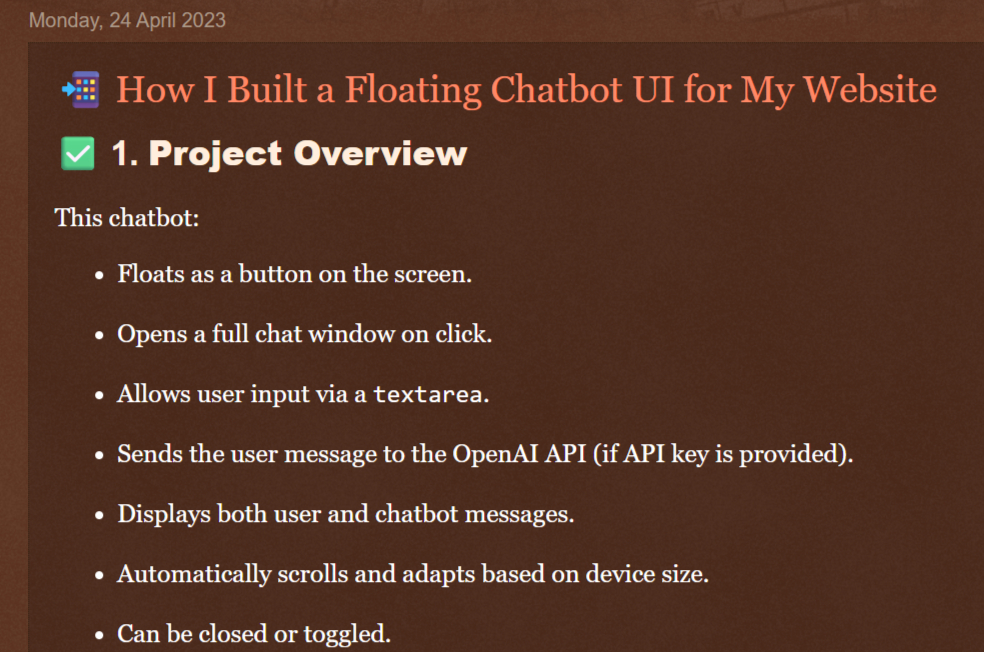 Monday, 24 April 2023
📲 How I Built a Floating Chatbot UI for My Website
✅ 1. Project Overview
This chatbot:
• Floats as a button on the screen.
• Opens a full chat window on click.
• Allows user input via a textarea.
• Sends the user message to the OpenAI API (if API key is provided).
• Displays both user and chatbot messages.
• Automatically scrolls and adapts based on device size.
• Can be closed or toggled.